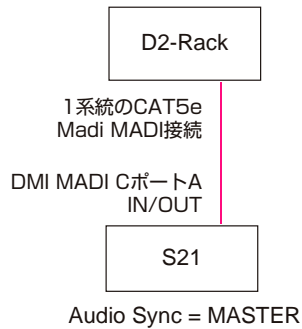 D2-Rack
1系統のCAT5e
Madi MADI接続
DMI MADI CポートA
IN/OUT
S21
Audio Sync = MASTER